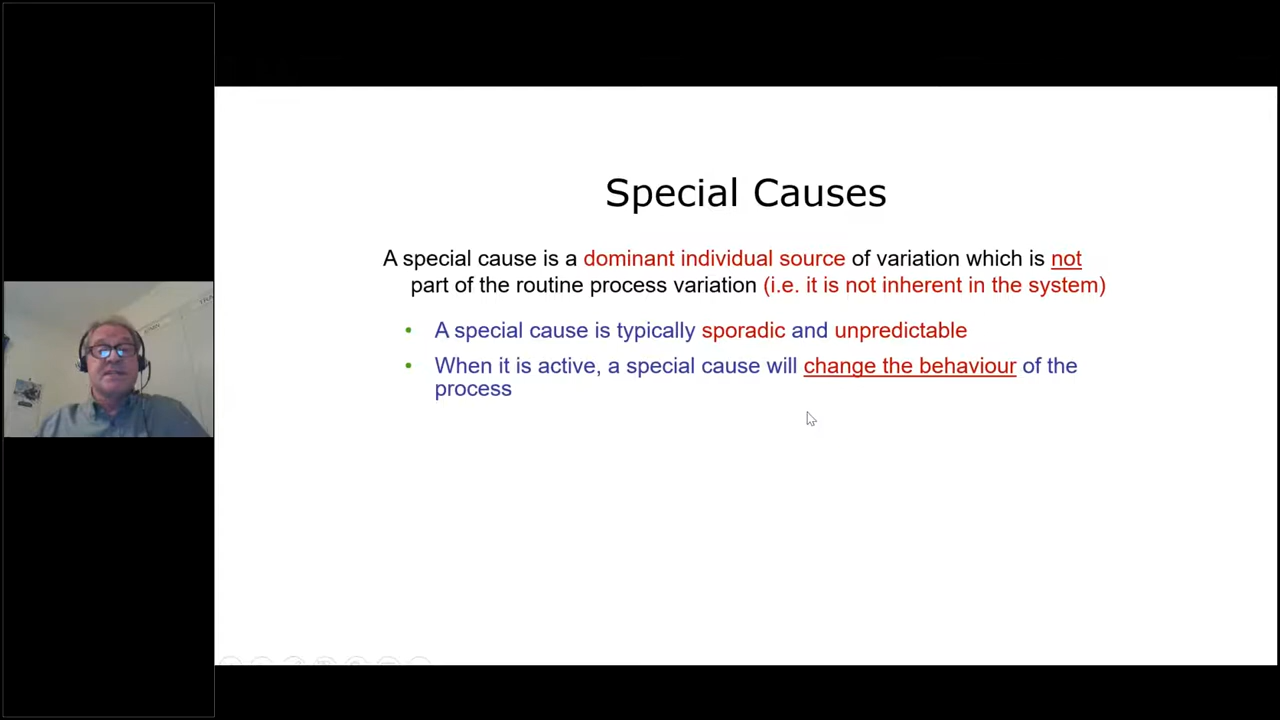 Special Causes
A special cause is a dominant individual source of variation which is not
part of the routine process variation (i.e. it is not inherent in the system)
• A special cause is typically sporadic and unpredictable
• When it is active, a special cause will change the behaviour of the
process